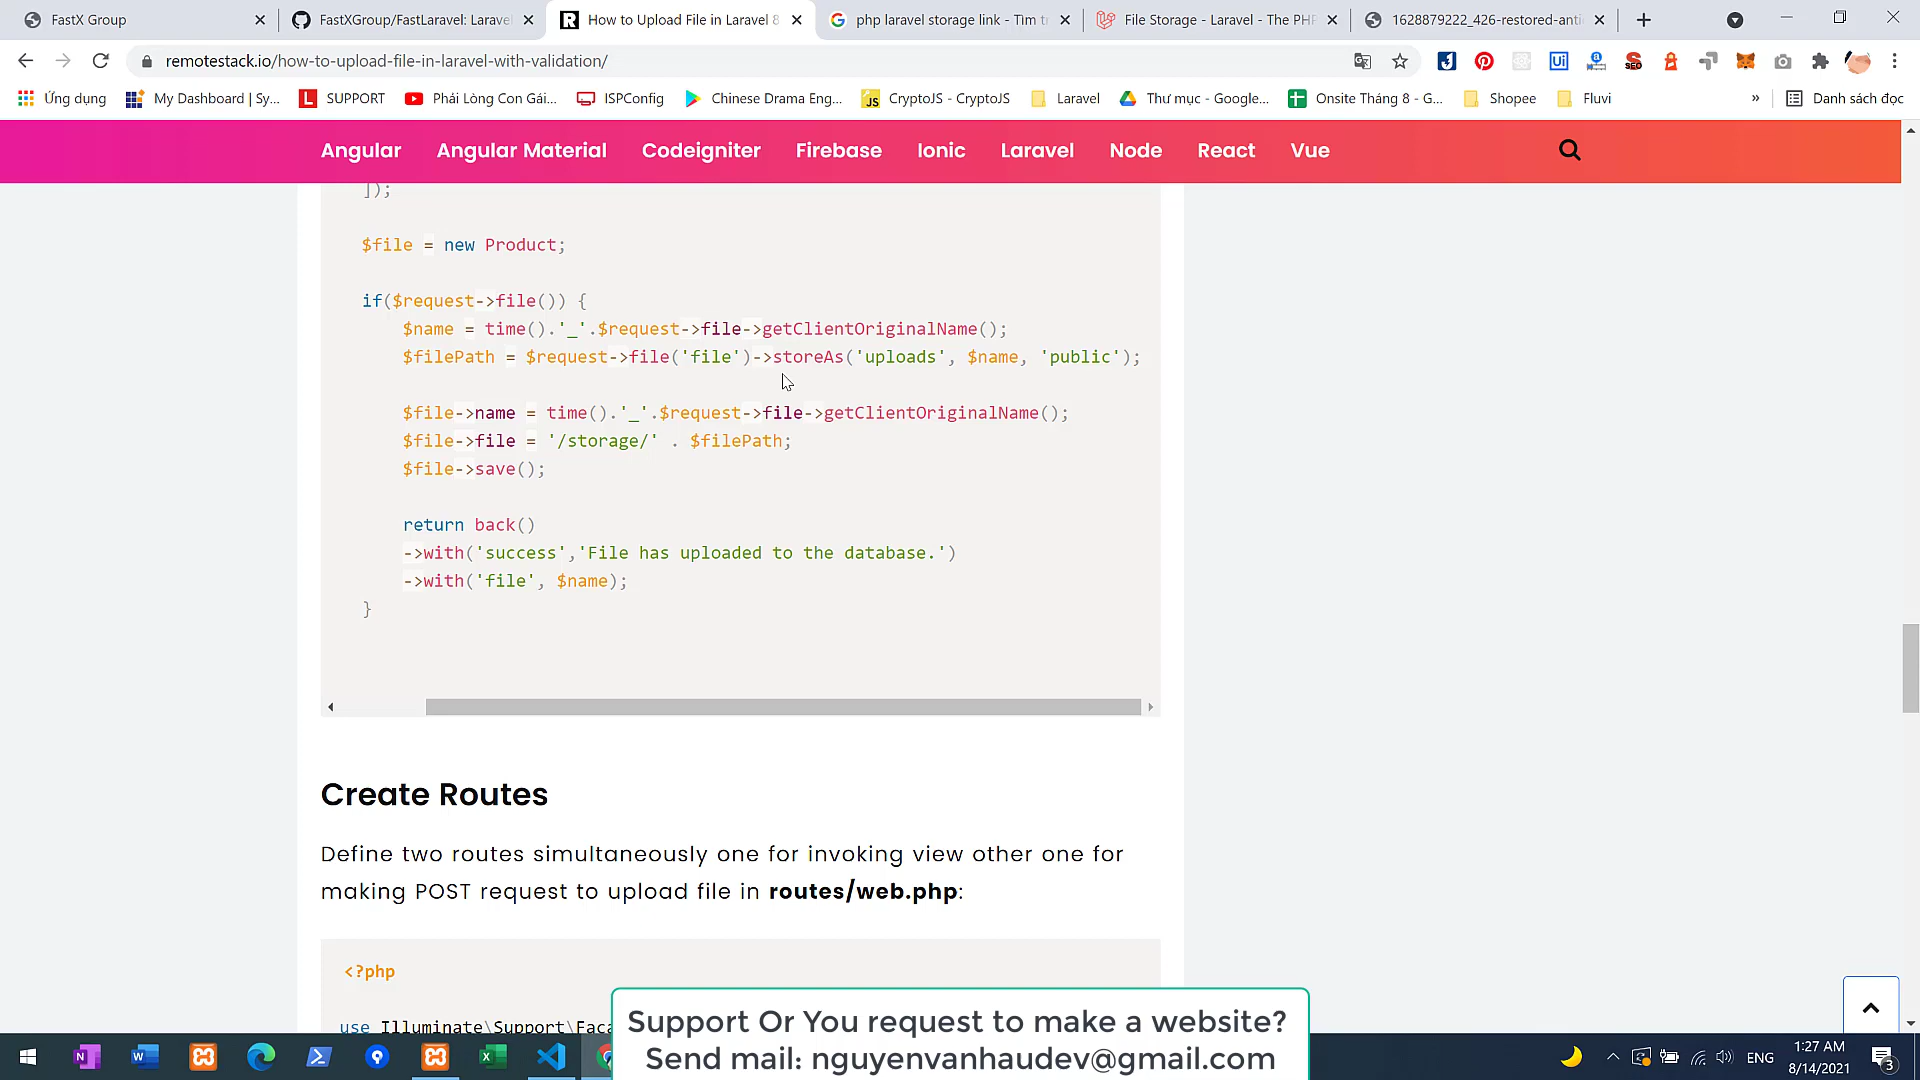 FastX Group
FastXGroup/FastLaravel: Larave
How to Upload File in Laravel 8
php laravel storage link - Tìm t
File Storage - Laravel - The PHP
1628879222_426-restored-anti
remotestack.io/how-to-upload-file-in-laravel-with-validation/
Ứng dụng
My Dashboard | Sy...
SUPPORT
Phải Lòng Con Gái...
ISPConfig
Chinese Drama Eng...
CryptoJS - CryptoJS
Laravel
Thư mục - Google...
Onsite Tháng 8 - G...
Shopee
Fluvi
»
Danh sách đọc
Angular
Angular Material
Codeigniter
Firebase
Ionic
Laravel
Node
React
Vue
]);
$file = new Product;
if($request->file()) {
$name = time().'_'.$request->file->getClientOriginalName();
$filePath = $request->file('file')->storeAs('uploads', $name, 'public');
$file->name = time().'_'.$request->file->getClientOriginalName();
$file->file = '/storage/' . $filePath;
$file->save();
return back()
->with('success','File has uploaded to the database.')
->with('file', $name);
}
Create Routes
Define two routes simultaneously one for invoking view other one for
making POST request to upload file in routes/web.php:
<?php
use Illuminate\Support\Faca
Support Or You request to make a website?
Send mail: nguyenvanhaudev@gmail.com
ENG
1:27 AM
8/14/2021
3